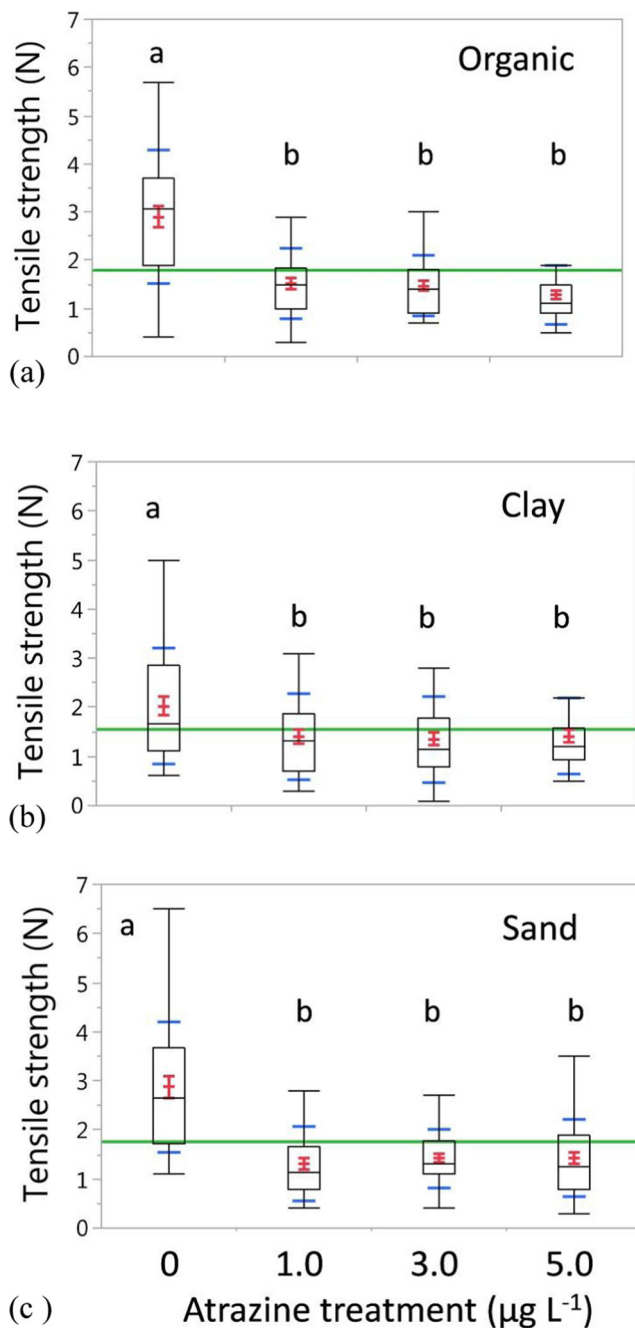 7
a
Organic
6
5
b
b
b
4
3
2
1
0
Tensile strength (N)
(a)
7
Clay
a
6
5
b
b
b
4
3
2
1
0
Tensile strength (N)
(b)
7
a
Sand
6
5
b
b
b
4
3
2
1
0
Tensile strength (N)
0 1.0 3.0 5.0
(c ) Atrazine treatment (µg L⁻¹)